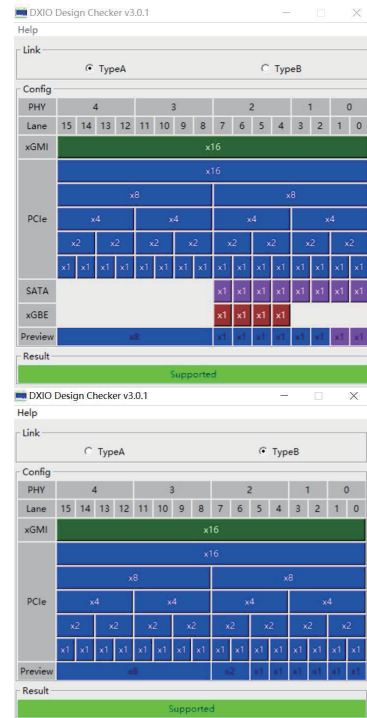 DXIO Design Checker v3.0.1
Help
Link
TypeA TypeB
Config
PHY 4 3 2 1 0
Lane 15 14 13 12 11 10 9 8 7 6 5 4 3 2 1 0
xGMI x16
x16
x8 x8
PCIe x4 x4 x4 x4
x2 x2 x2 x2 x2 x2 x2 x2
x1 x1 x1 x1 x1 x1 x1 x1 x1 x1 x1 x1 x1 x1 x1 x1
SATA x1 x1 x1 x1 x1 x1 x1 x1
xGBE x1 x1 x1 x1
Preview x8 x1 x1 x1 x1 x1 x1 x1 x1
Result
Supported
DXIO Design Checker v3.0.1
Help
Link
TypeA TypeB
Config
PHY 4 3 2 1 0
Lane 15 14 13 12 11 10 9 8 7 6 5 4 3 2 1 0
xGMI x16
x16
x8 x8
PCIe x4 x4 x4 x4
x2 x2 x2 x2 x2 x2 x2 x2
x1 x1 x1 x1 x1 x1 x1 x1 x1 x1 x1 x1 x1 x1 x1 x1
Preview x8 x2 x1 x1 x1 x1 x1 x1
Result
Supported